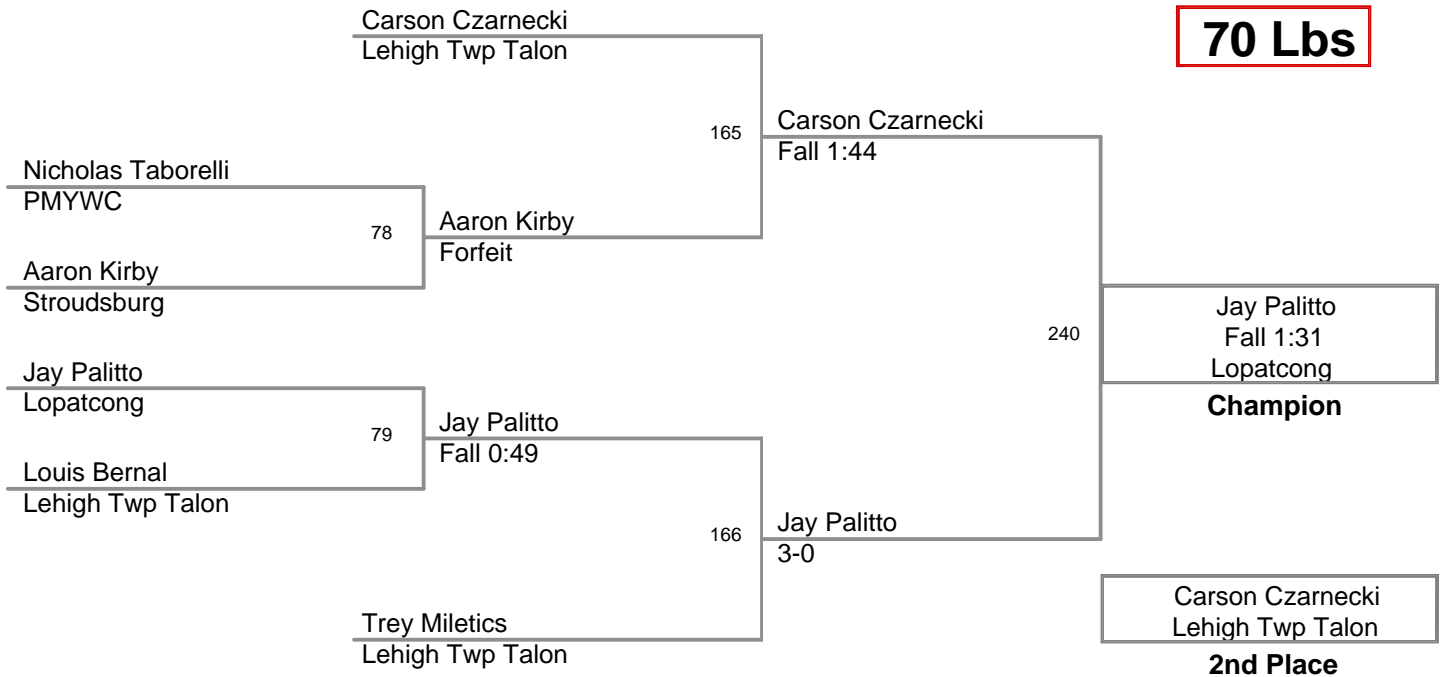 Carson Czarnecki
Lehigh Twp Talon
70 Lbs
165
Carson Czarnecki
Fall 1:44
Nicholas Taborelli
PMYWC
78
Aaron Kirby
Forfeit
Aaron Kirby
Stroudsburg
240
Jay Palitto
Fall 1:31
Lopatcong
Champion
Jay Palitto
Lopatcong
79
Jay Palitto
Fall 0:49
Louis Bernal
Lehigh Twp Talon
166
Jay Palitto
3-0
Trey Miletics
Lehigh Twp Talon
Carson Czarnecki
Lehigh Twp Talon
2nd Place